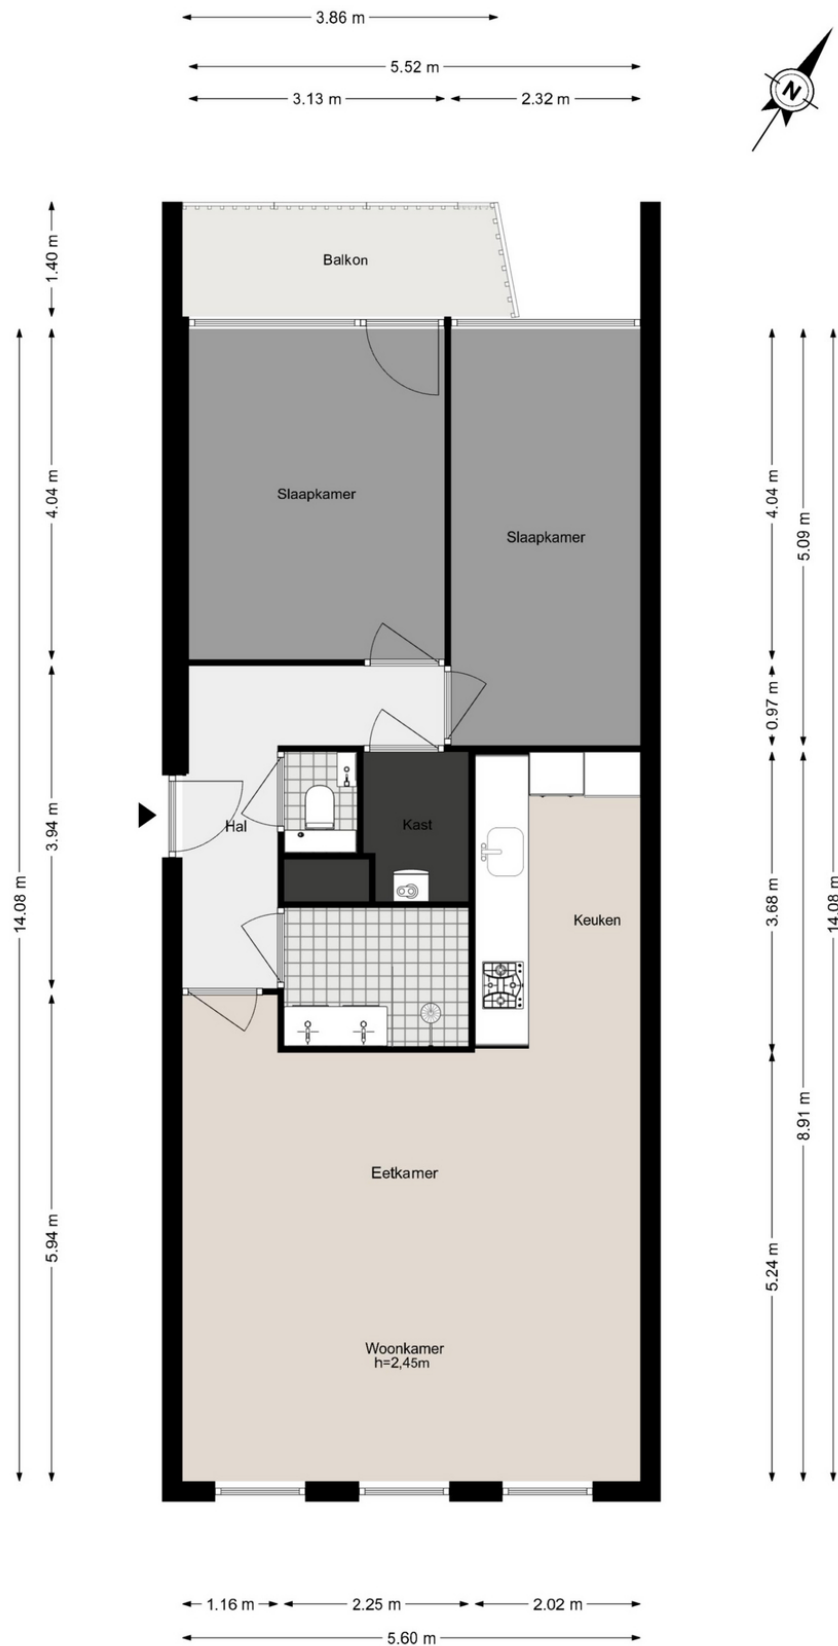 3.86 m
5.52 m
3.13 m
2.32 m
N
1.40 m
Balkon
4.04 m
4.04 m
Slaapkamer
5.09 m
Slaapkamer
0.97 m
3.94 m
Hal
Kast
14.08 m
3.68 m
14.08 m
Keuken
8.91 m
Eetkamer
5.94 m
5.24 m
Woonkamer
h=2,45m
1.16 m
2.25 m
2.02 m
5.60 m